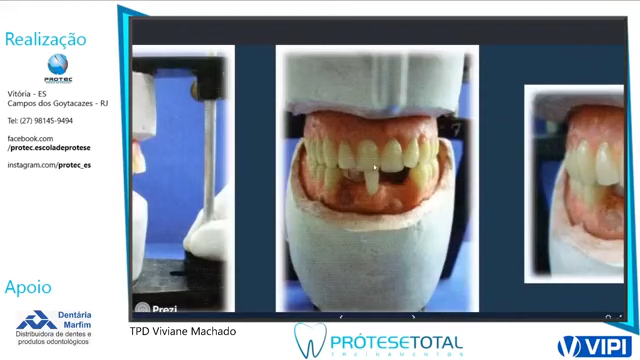 Realização
PROTEC
Vitória - ES
Campos dos Goytacazes - RJ
Tel: (27) 98145-9494
facebook.com
/protec.escoladeprotese
instagram.com/protec_es
Apoio
Dentária
Marfim
Distribuidora de dentes e
produtos odontológicos
Prezi
TPD Viviane Machado
PRÓTESETOTAL
TREINAMENTOS
VIPI